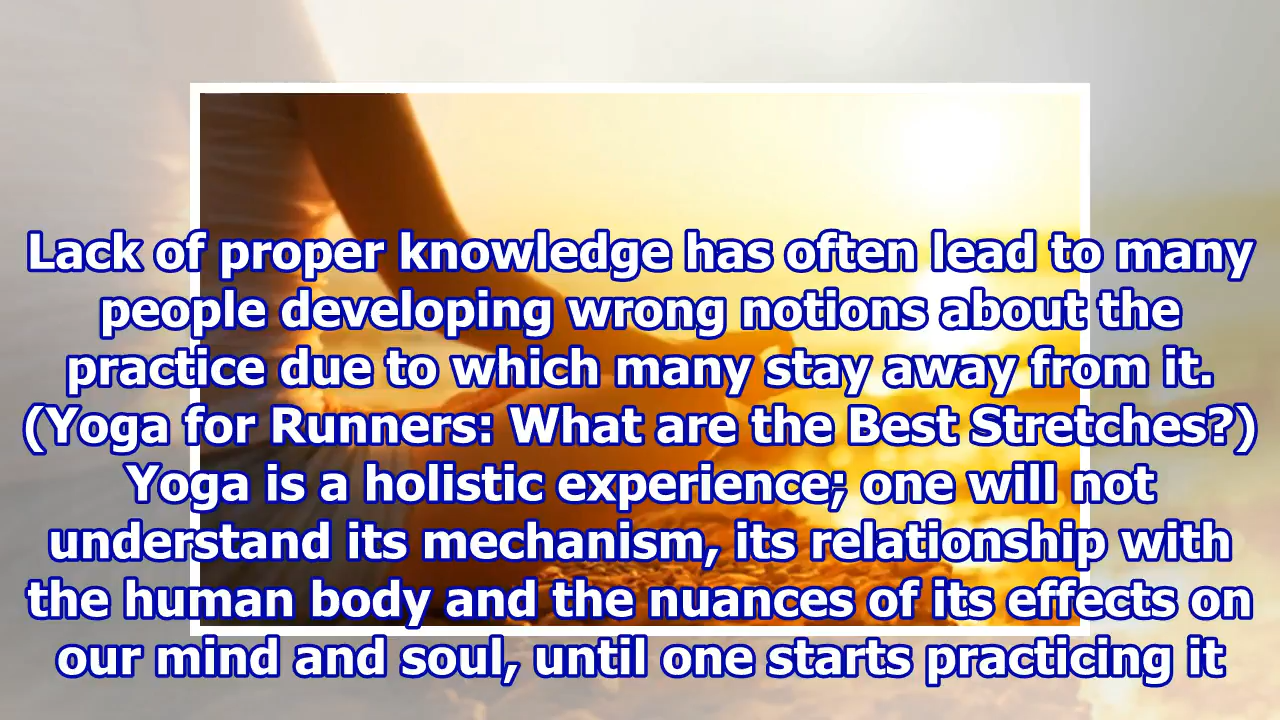 Lack of proper knowledge has often lead to many
people developing wrong notions about the
practice due to which many stay away from it.
(Yoga for Runners: What are the Best Stretches?)
Yoga is a holistic experience; one will not
understand its mechanism, its relationship with
the human body and the nuances of its effects on
our mind and soul, until one starts practicing it